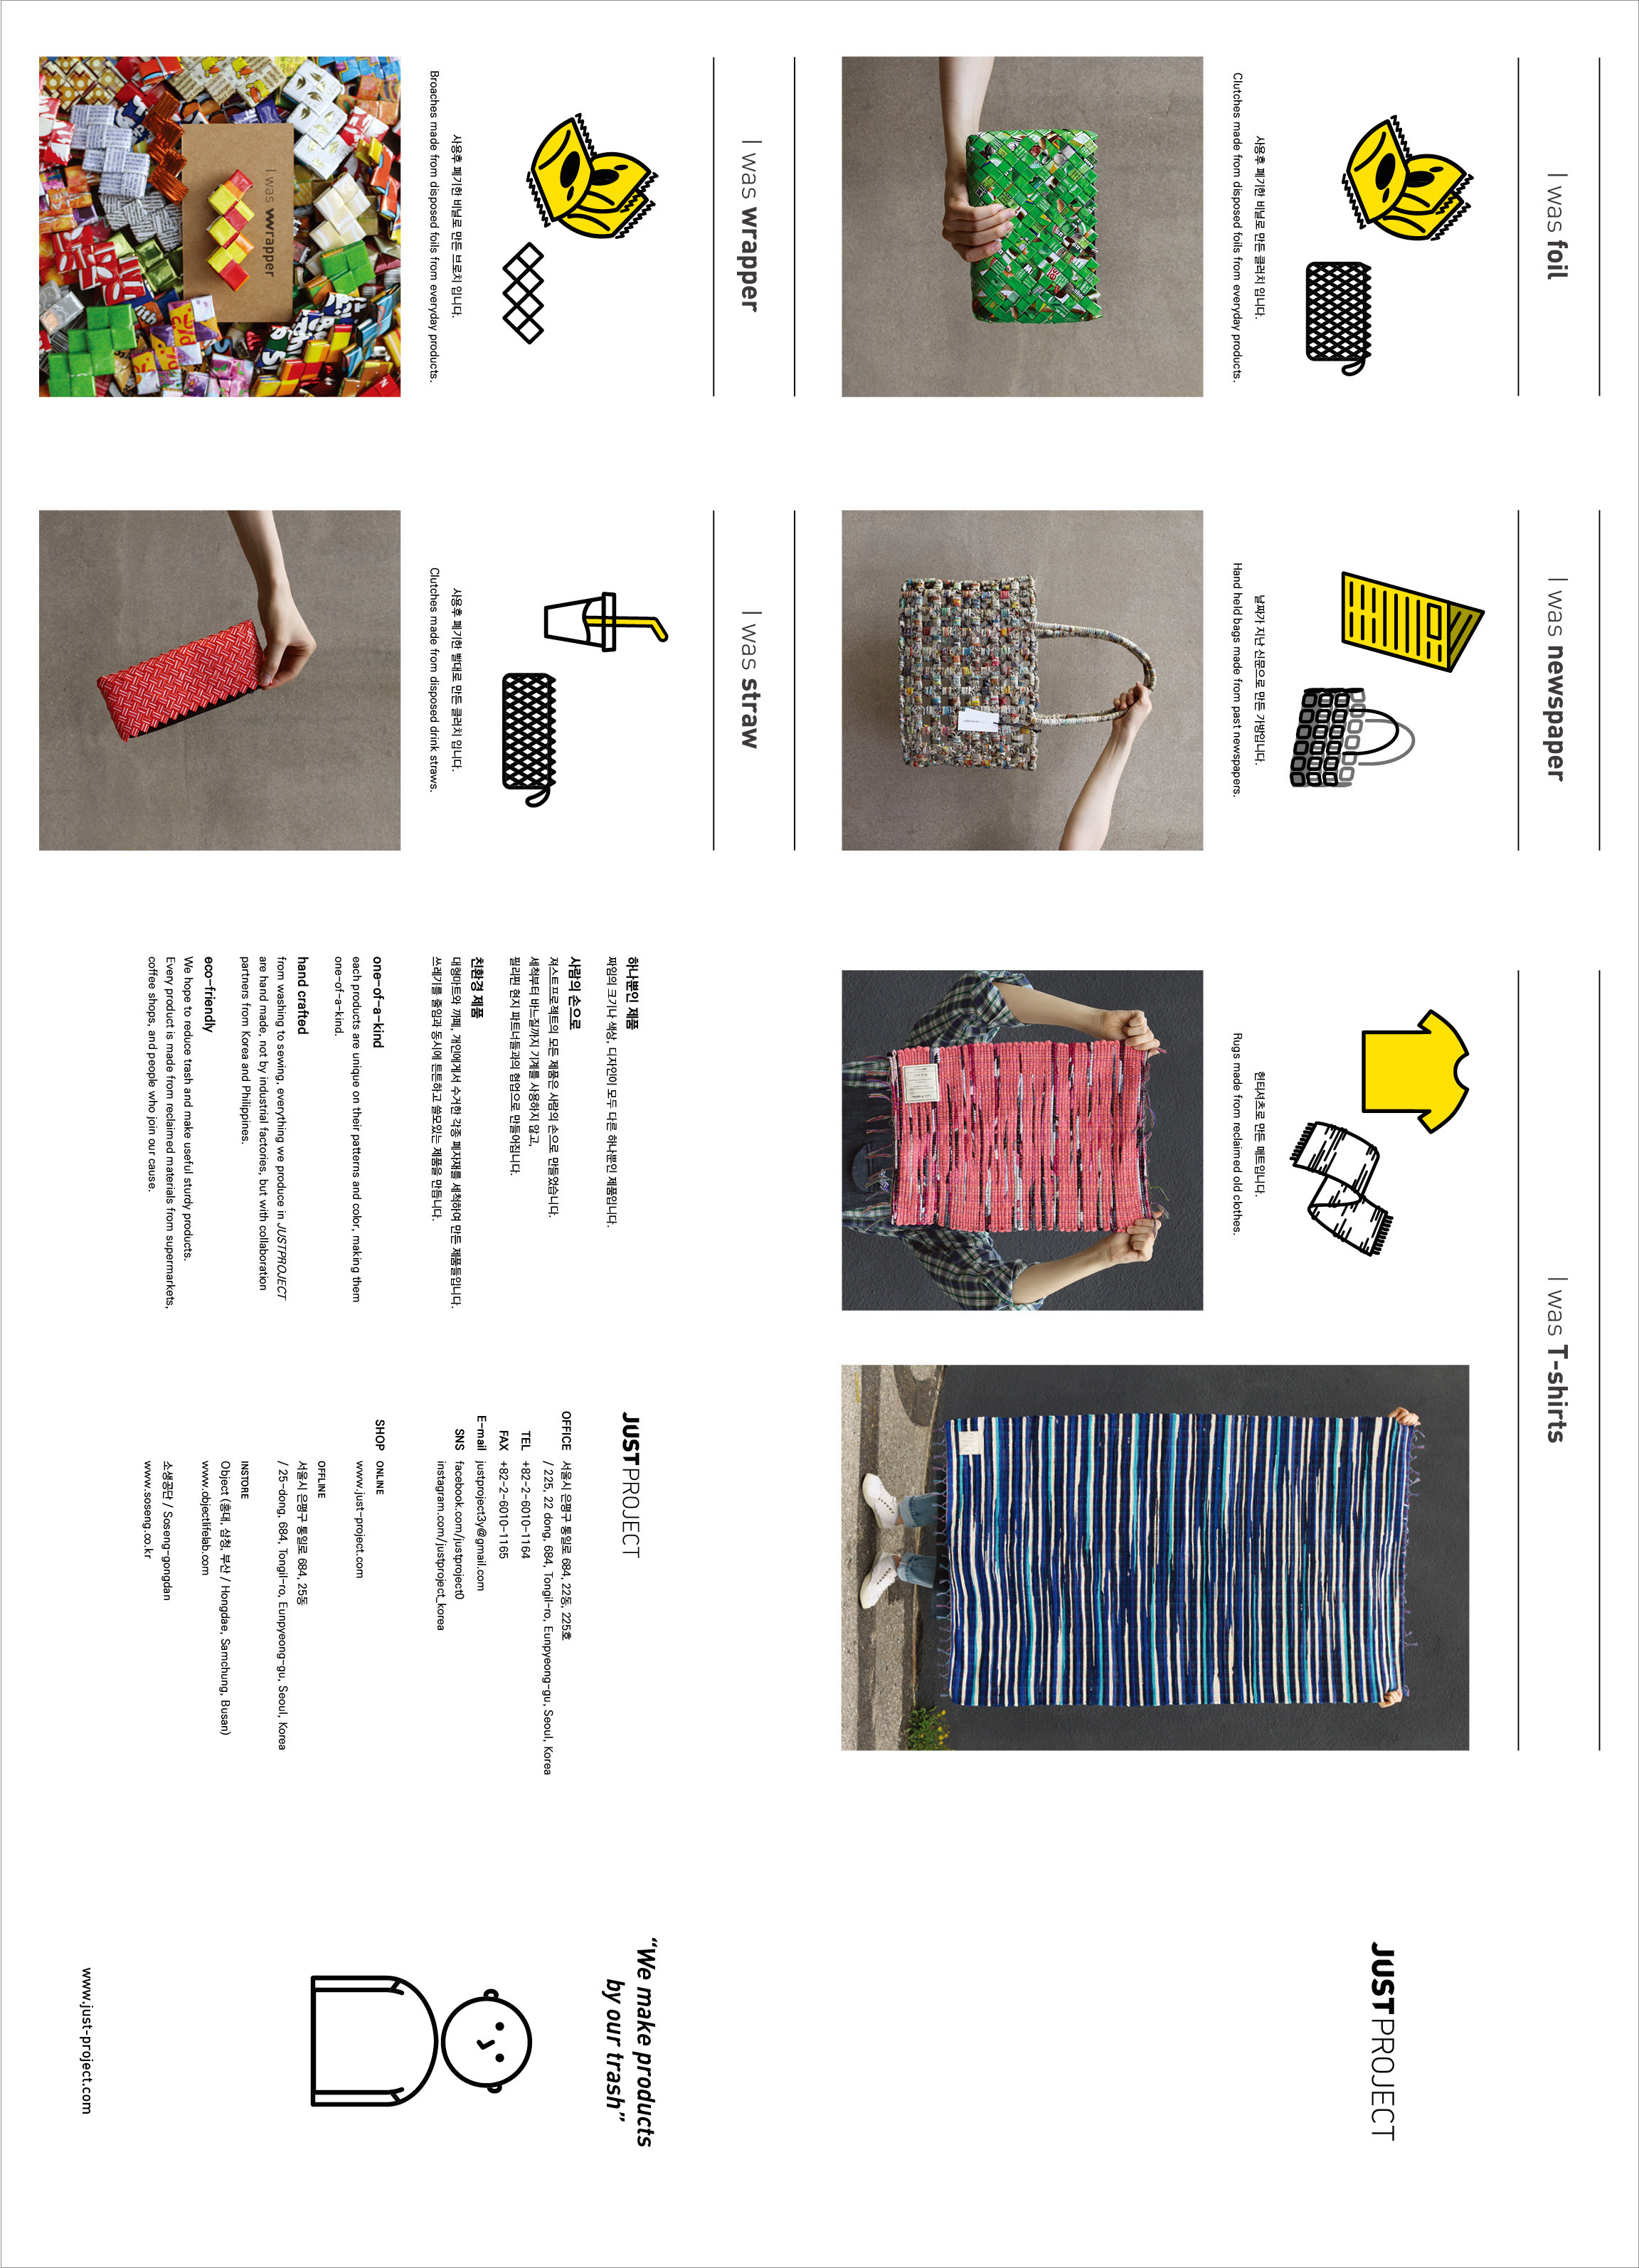 I was foil
사용후 폐기한 비닐로 만든 클러치 입니다.
Clutches made from disposed foils from everyday products.
I was newspaper
날짜가 지난 신문으로 만든 가방입니다.
Hand held bags made from past newspapers.
I was T-shirts
헌티셔츠로 만든 매트입니다.
Rugs made from reclaimed old clothes.
JUSTPROJECT
I was wrapper
사용후 폐기한 비닐로 만든 브로치 입니다.
Broaches made from disposed foils from everyday products.
I was wrapper
I was straw
사용후 폐기한 빨대로 만든 클러치 입니다.
Clutches made from disposed drink straws.
하나뿐인 제품
짜임의 크기나 색상, 디자인이 모두 다른 하나뿐인 제품입니다.
사람의 손으로
저스트프로젝트의 모든 제품은 사람의 손으로 만들었습니다.
세척부터 바느질까지 기계를 사용하지 않고,
필리핀 현지 파트너들과의 협업으로 만들어집니다.
친환경 제품
대형마트와 까페, 개인에게서 수거한 각종 폐자재를 세척하여 만든 제품들입니다.
쓰레기를 줄임과 동시에 튼튼하고 쓸모있는 제품을 만듭니다.
one-of-a-kind
each products are unique on their patterns and color, making them
one-of-a-kind.
hand crafted
from washing to sewing, everything we produce in JUSTPROJECT
are hand made, not by industrial factories, but with collaboration
partners from Korea and Philippines.
eco-friendly
We hope to reduce trash and make useful sturdy products.
Every product is made from reclaimed materials from supermarkets,
coffee shops, and people who join our cause.
JUSTPROJECT
OFFICE 서울시 은평구 통일로 684, 22동, 225호
/ 225, 22 dong, 684, Tongil-ro, Eunpyeong-gu, Seoul, Korea
TEL +82-2-6010-1164
FAX +82-2-6010-1165
E-mail justproject3y@gmail.com
SNS facebook.com/justproject0
instagram.com/justproject_korea
SHOP ONLINE
www.just-project.com
OFFLINE
서울시 은평구 통일로 684, 25동
/ 25-dong, 684, Tongil-ro, Eunpyeong-gu, Seoul, Korea
INSTORE
Object (홍대, 삼청, 부산 / Hongdae, Samchung, Busan)
www.objectlifelab.com
소생공단 / Soseng-gongdan
www.soseng.co.kr
“We make products
by our trash”
www.just-project.com